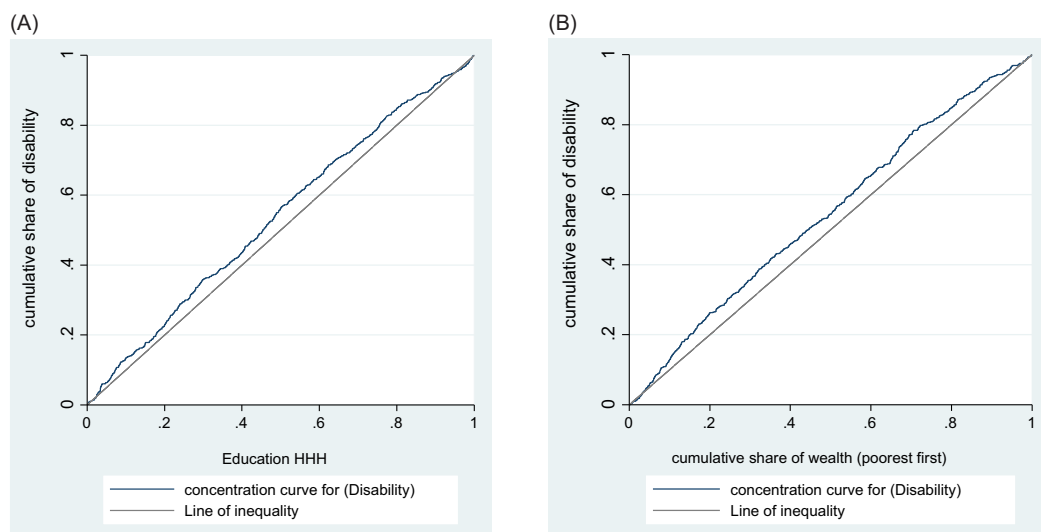 (A)
cumulative share of disability
1
.8
.6
.4
.2
0
0 .2 .4 .6 .8 1
Education HHH
concentration curve for (Disability)
Line of inequality
(B)
cumulative share of disability
1
.8
.6
.4
.2
0
0 .2 .4 .6 .8 1
cumulative share of wealth (poorest first)
concentration curve for (Disability)
Line of inequality